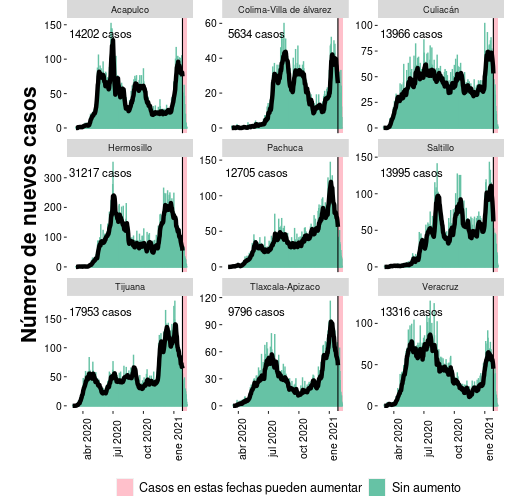 Número de nuevos casos
Acapulco
Colima-Villa de álvarez
Culiacán
14202 casos
5634 casos
13966 casos
150
100
50
0
60
40
20
0
100
75
50
25
0
Hermosillo
Pachuca
Saltillo
31217 casos
12705 casos
13995 casos
300
200
100
0
150
100
50
0
150
100
50
0
Tijuana
Tlaxcala-Apizaco
Veracruz
17953 casos
9796 casos
13316 casos
150
100
50
0
120
90
60
30
0
100
50
0
abr 2020
jul 2020
oct 2020
ene 2021
abr 2020
jul 2020
oct 2020
ene 2021
abr 2020
jul 2020
oct 2020
ene 2021
Casos en estas fechas pueden aumentar
Sin aumento